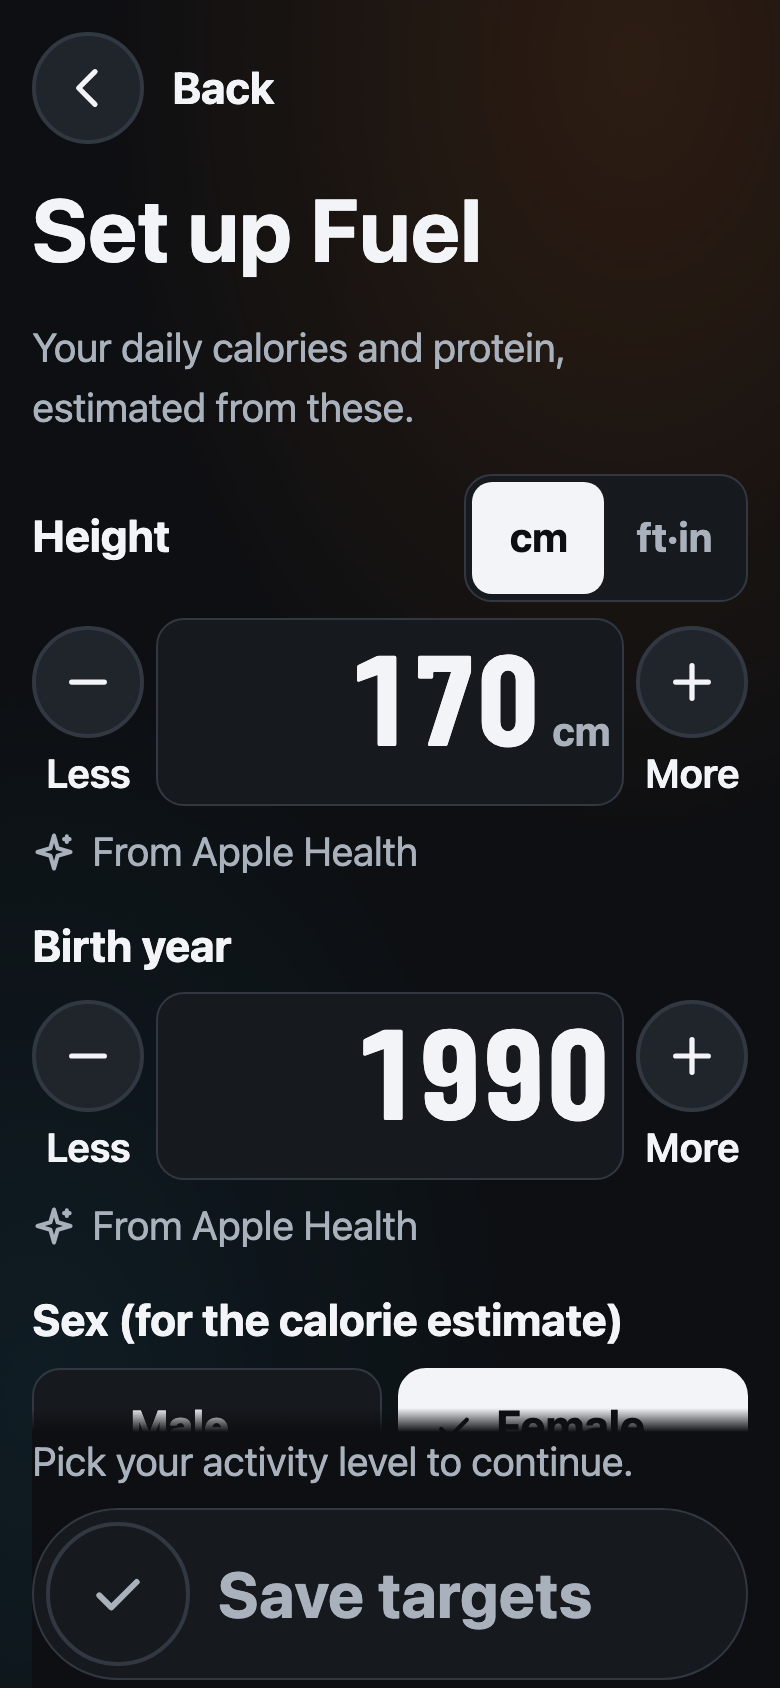 Back
Set up Fuel
Your daily calories and protein,
estimated from these.
Height
cm
ft·in
170 cm
Less
More
From Apple Health
Birth year
1990
Less
More
From Apple Health
Sex (for the calorie estimate)
Male
Female
Pick your activity level to continue.
Save targets